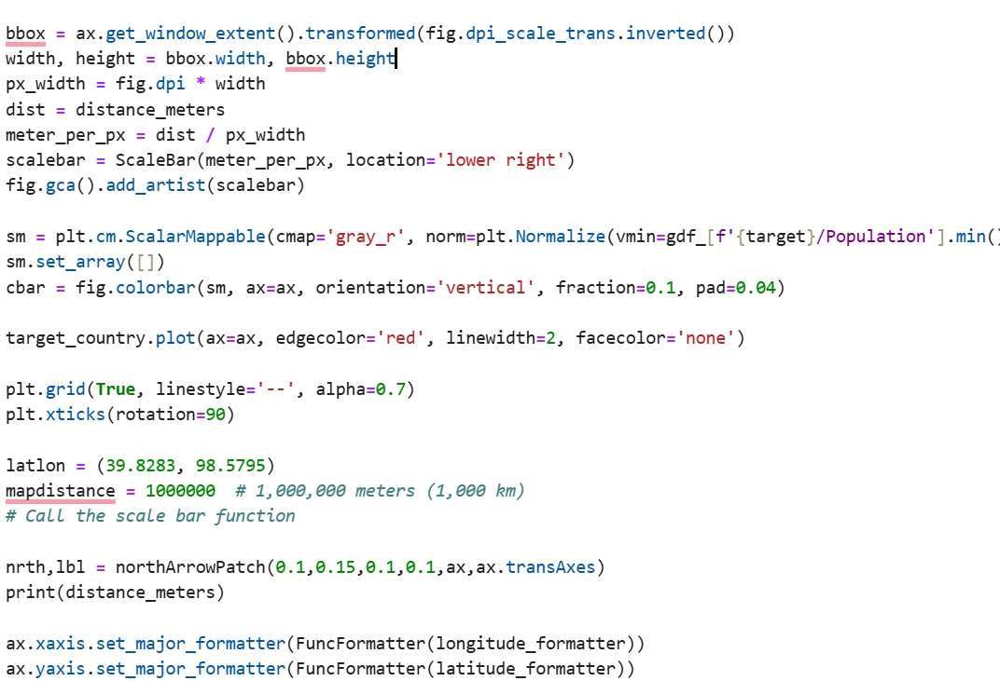 bbox = ax.get_window_extent().transformed(fig.dpi_scale_trans.inverted())
width, height = bbox.width, bbox.height
px_width = fig.dpi * width
dist = distance_meters
meter_per_px = dist / px_width
scalebar = ScaleBar(meter_per_px, location='lower right')
fig.gca().add_artist(scalebar)
sm = plt.cm.ScalarMappable(cmap='gray_r', norm=plt.Normalize(vmin=gdf_[f'{target}/Population'].min()
sm.set_array([])
cbar = fig.colorbar(sm, ax=ax, orientation='vertical', fraction=0.1, pad=0.04)
target_country.plot(ax=ax, edgecolor='red', linewidth=2, facecolor='none')
plt.grid(True, linestyle='--', alpha=0.7)
plt.xticks(rotation=90)
latlon = (39.8283, 98.5795)
mapdistance = 1000000  # 1,000,000 meters (1,000 km)
# Call the scale bar function
nrth,lbl = northArrowPatch(0.1,0.15,0.1,0.1,ax,ax.transAxes)
print(distance_meters)
ax.xaxis.set_major_formatter(FuncFormatter(longitude_formatter))
ax.yaxis.set_major_formatter(FuncFormatter(latitude_formatter))